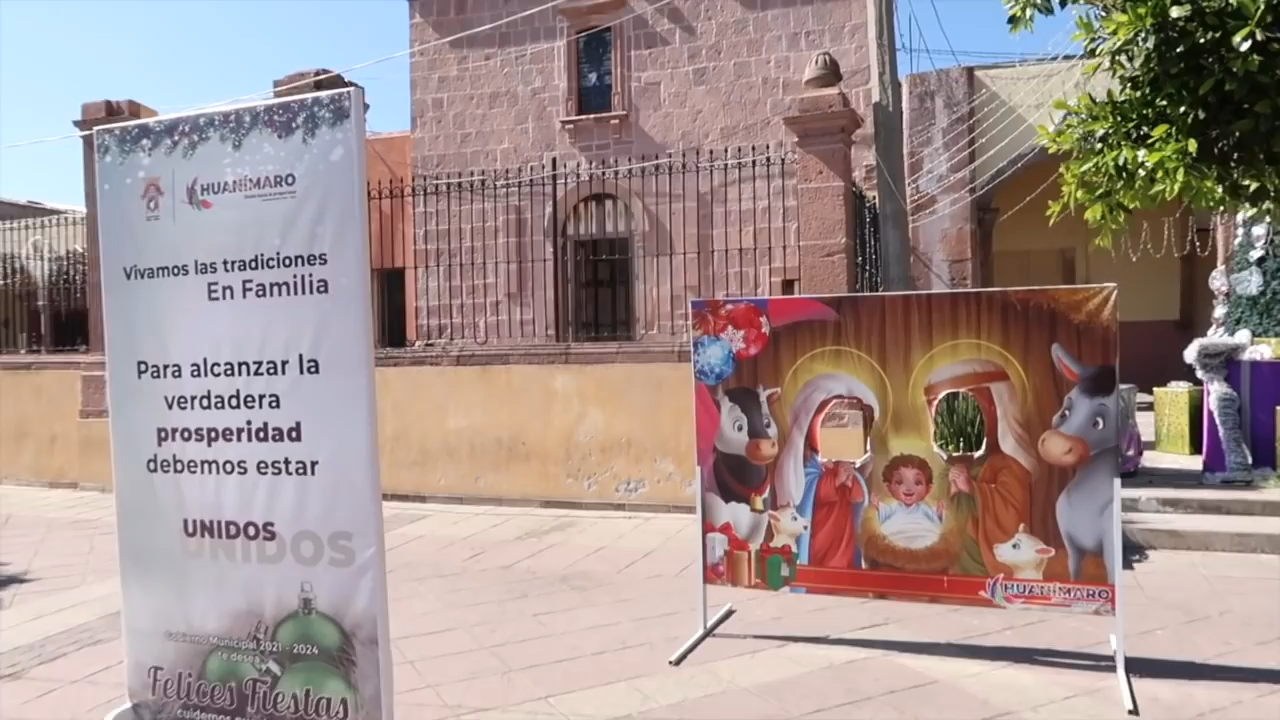 HUANÍMARO
Vivamos las tradiciones
En Familia
Para alcanzar la
verdadera
prosperidad
debemos estar
UNIDOS
UNIDOS
Gobierno Municipal 2021 - 2024
te desea
Felices Fiestas
cuidemos
HUANÍMARO